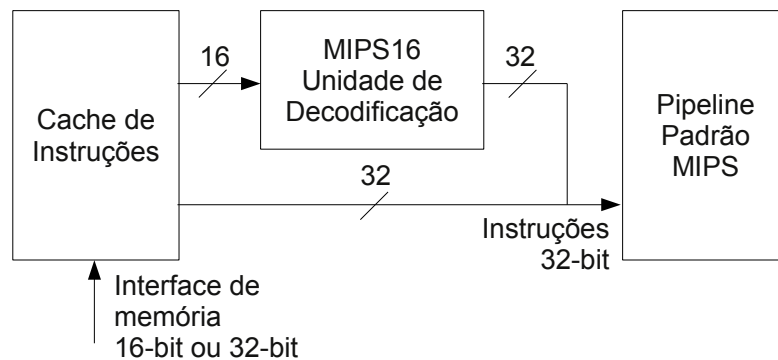 16
MIPS16
Unidade de
Decodificação
32
Cache de
Instruções
Pipeline
Padrão
MIPS
32
Instruções
32-bit
Interface de
memória
16-bit ou 32-bit